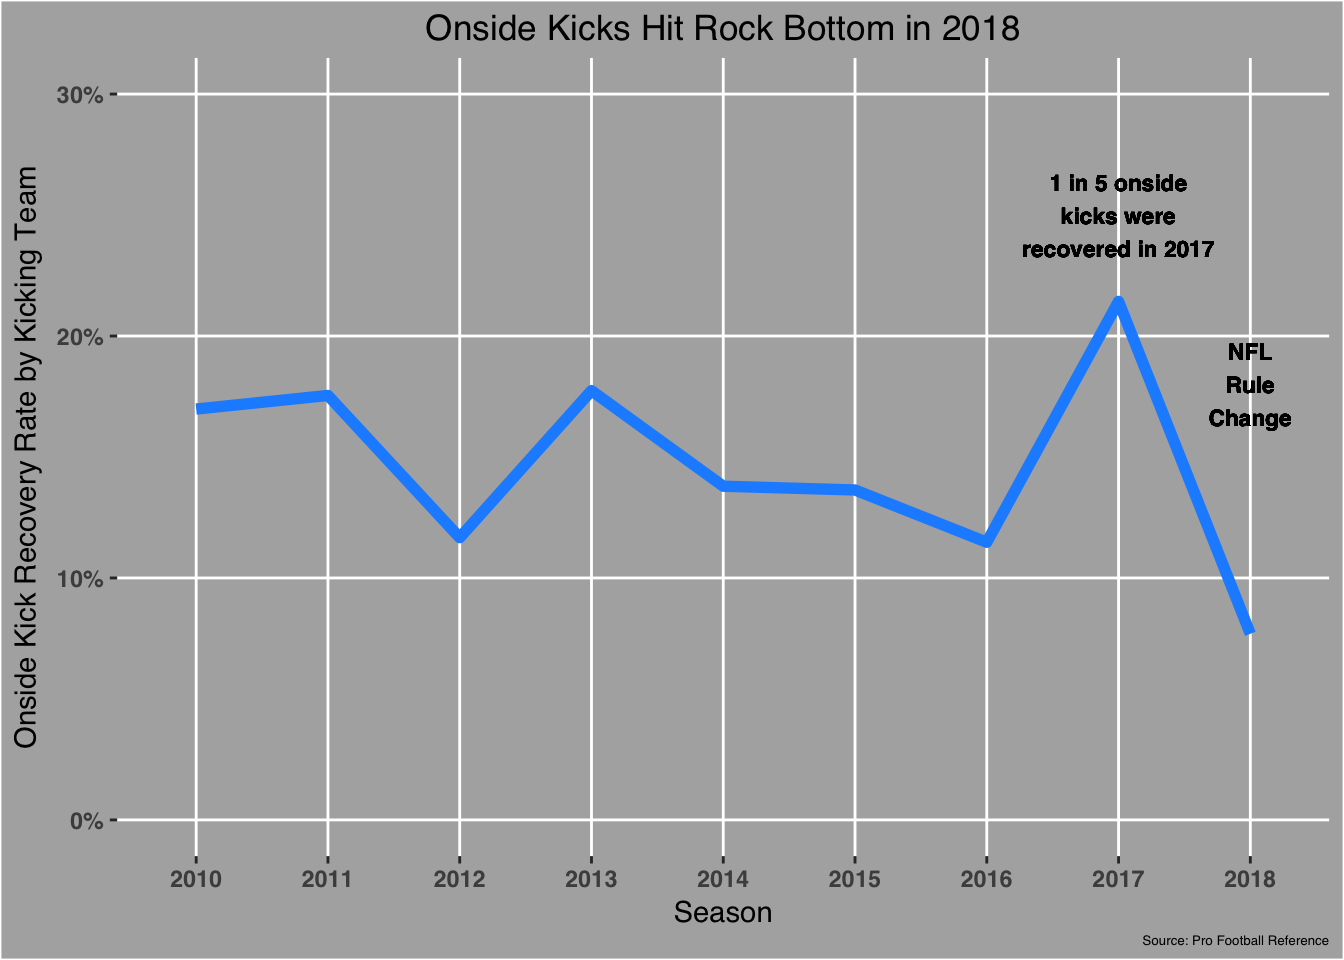 Onside Kicks Hit Rock Bottom in 2018
Onside Kick Recovery Rate by Kicking Team
30%
20%
10%
0%
1 in 5 onside
kicks were
recovered in 2017
NFL
Rule
Change
2010 2011 2012 2013 2014 2015 2016 2017 2018
Season
Source: Pro Football Reference